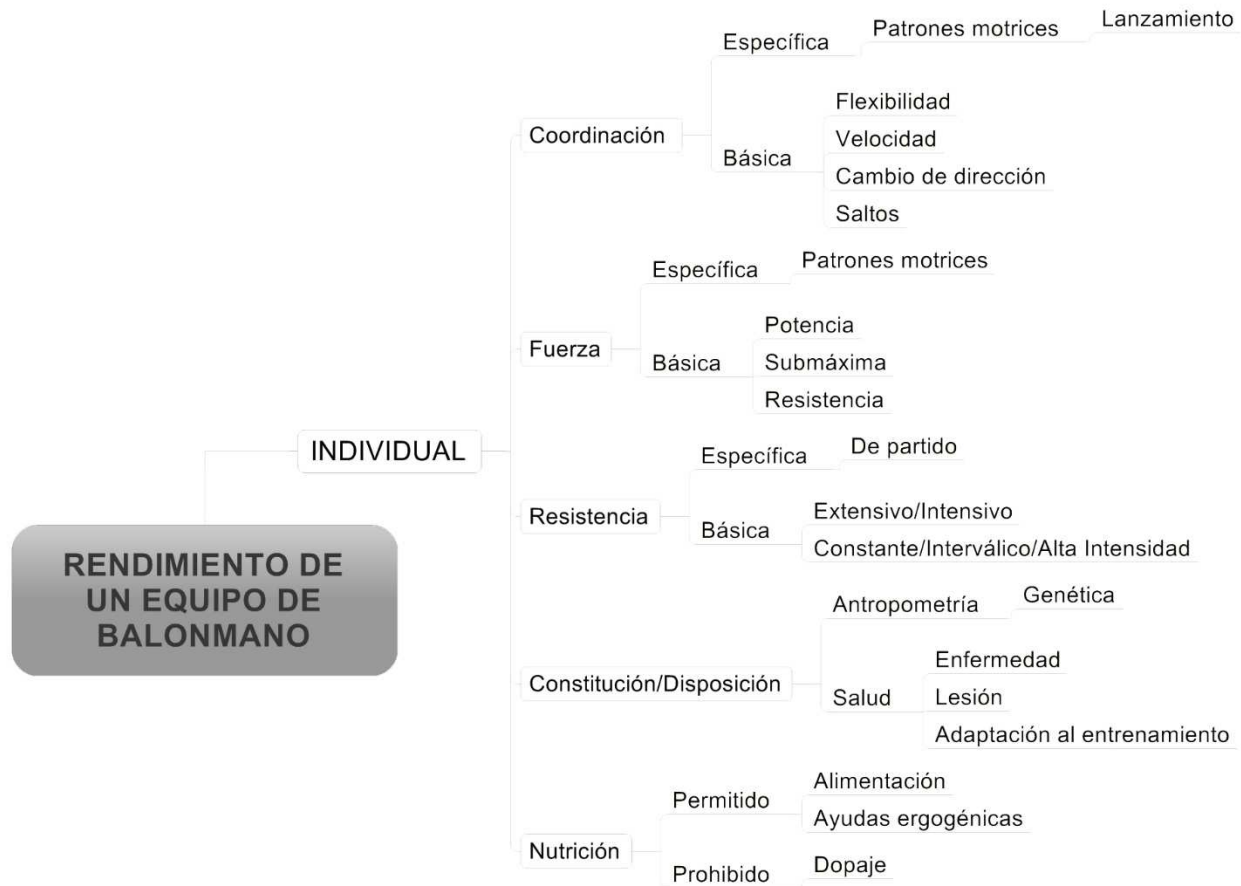 RENDIMIENTO DE
UN EQUIPO DE
BALONMANO
INDIVIDUAL
Coordinación
Específica
Patrones motrices
Lanzamiento
Básica
Flexibilidad
Velocidad
Cambio de dirección
Saltos
Fuerza
Específica
Patrones motrices
Básica
Potencia
Submáxima
Resistencia
Resistencia
Específica
De partido
Básica
Extensivo/Intensivo
Constante/Interválico/Alta Intensidad
Constitución/Disposición
Antropometría
Genética
Salud
Enfermedad
Lesión
Adaptación al entrenamiento
Nutrición
Permitido
Alimentación
Ayudas ergogénicas
Prohibido
Dopaje